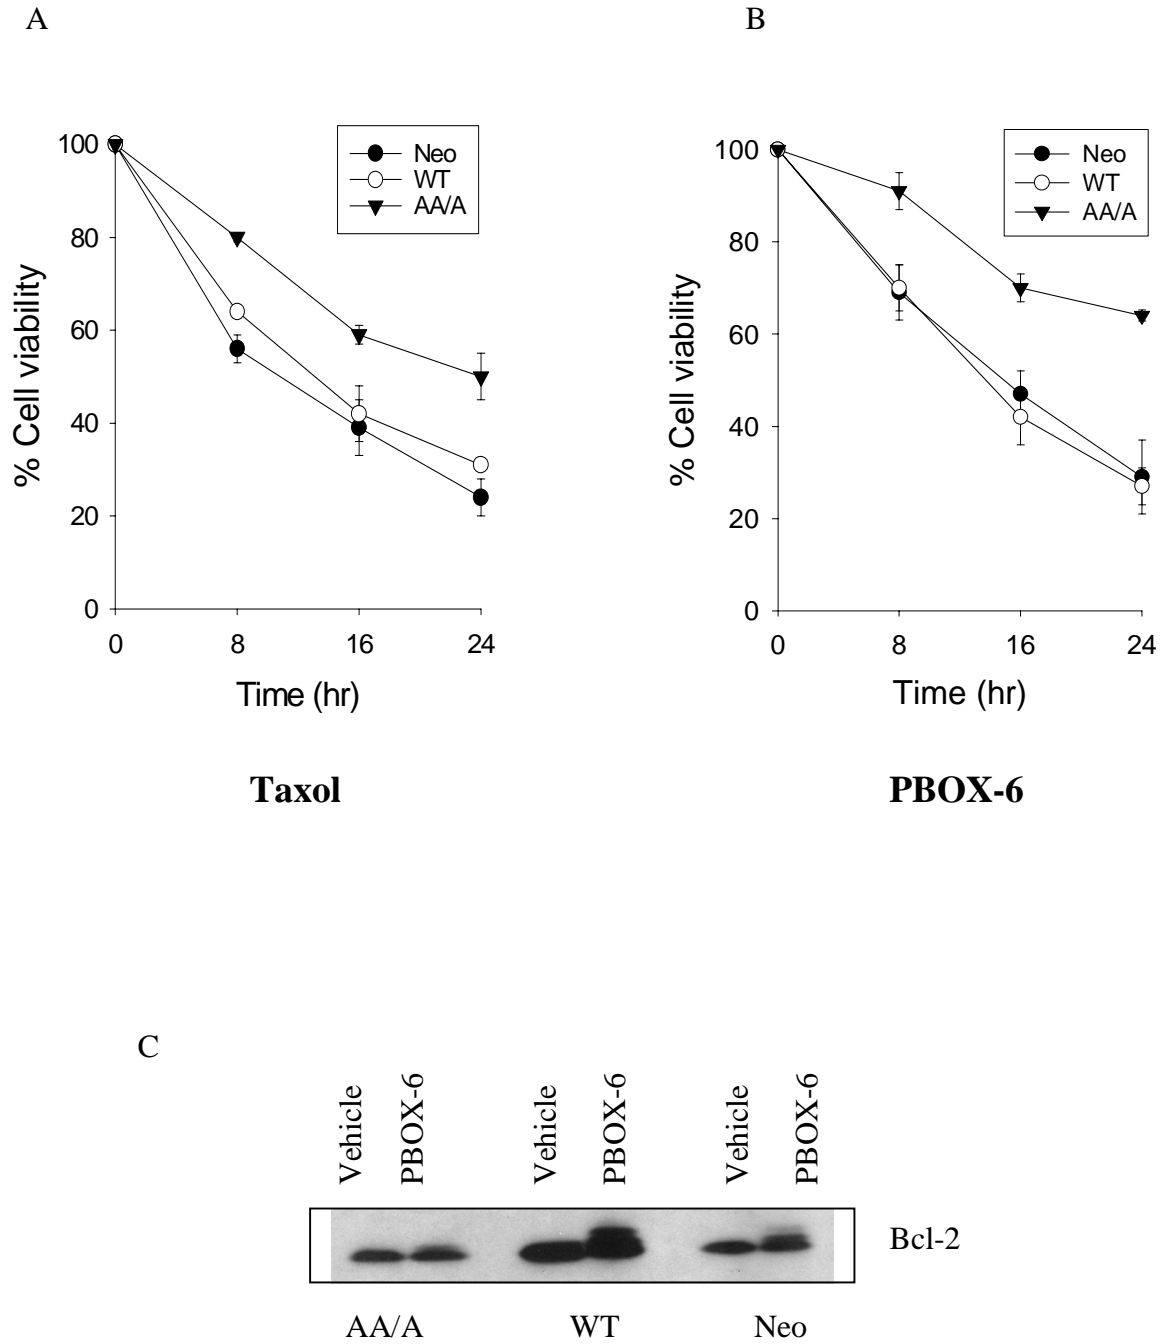 A
B
Neo
WT
AA/A
100
80
60
40
20
0
0 8 16 24
% Cell viability
Time (hr)
Taxol
Neo
WT
AA/A
100
80
60
40
20
0
0 8 16 24
% Cell viability
Time (hr)
PBOX-6
C
Vehicle
PBOX-6
Vehicle
PBOX-6
Vehicle
PBOX-6
Bcl-2
AA/A WT Neo